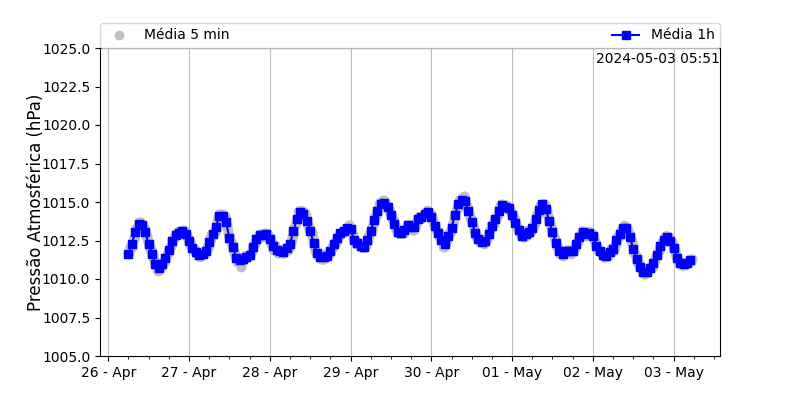 Média 5 min
Média 1h
2024-05-03 05:51
Pressão Atmosférica (hPa)
1025.0
1022.5
1020.0
1017.5
1015.0
1012.5
1010.0
1007.5
1005.0
26 - Apr
27 - Apr
28 - Apr
29 - Apr
30 - Apr
01 - May
02 - May
03 - May